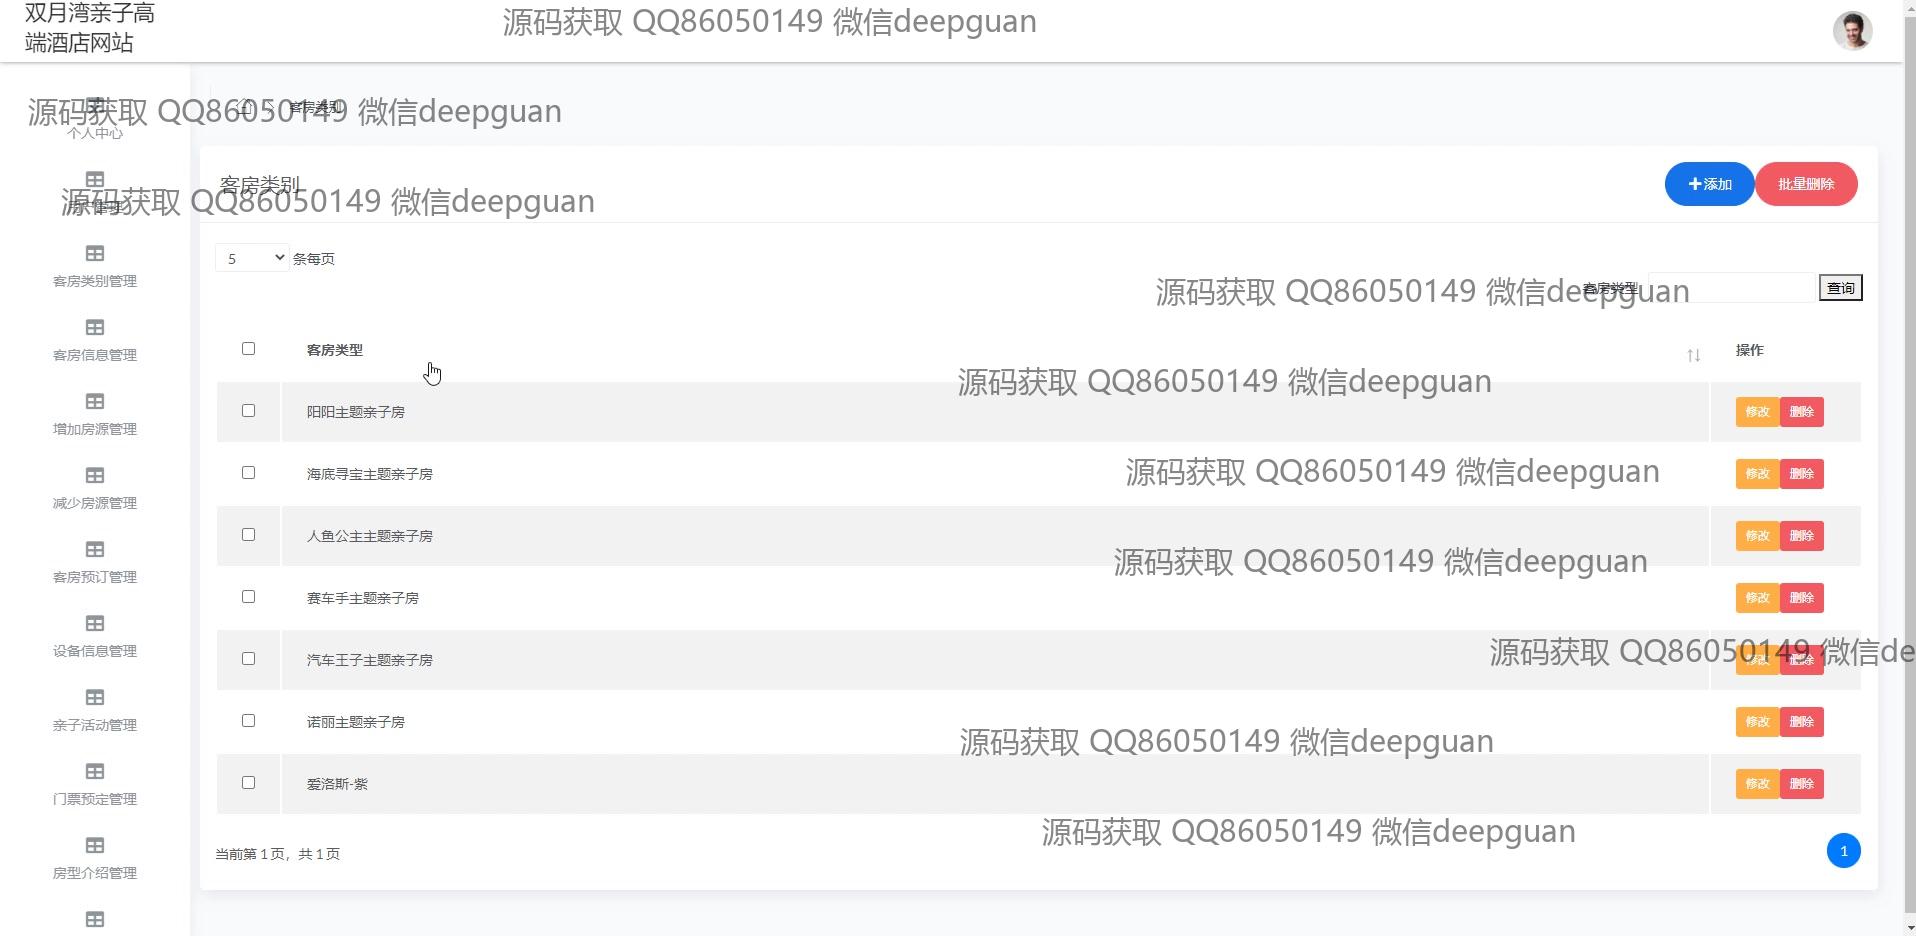 双月湾亲子高
端酒店网站
源码获取 QQ86050149 微信deepguan
源码获取 QQ86050149 微信deepguan
客房类别
个人中心
源码获取 QQ86050149 微信deepguan
客房类别
添加
批量删除
客房类别管理
5
条每页
源码获取 QQ86050149 微信deepguan
客房类型
查询
客房信息管理
客房类型
操作
源码获取 QQ86050149 微信deepguan
增加房源管理
阳阳主题亲子房
修改
删除
源码获取 QQ86050149 微信deepguan
减少房源管理
海底寻宝主题亲子房
修改
删除
客房预订管理
人鱼公主主题亲子房
修改
删除
源码获取 QQ86050149 微信deepguan
赛车手主题亲子房
修改
删除
设备信息管理
汽车王子主题亲子房
源码获取 QQ86050149 微信de
修改
删除
亲子活动管理
诺丽主题亲子房
修改
删除
源码获取 QQ86050149 微信deepguan
门票预定管理
爱洛斯-紫
修改
删除
源码获取 QQ86050149 微信deepguan
房型介绍管理
当前第 1 页，共 1 页
1